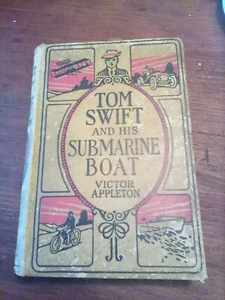 TOM
SWIFT
AND HIS
SUBMARINE
BOAT
VICTOR
APPLETON